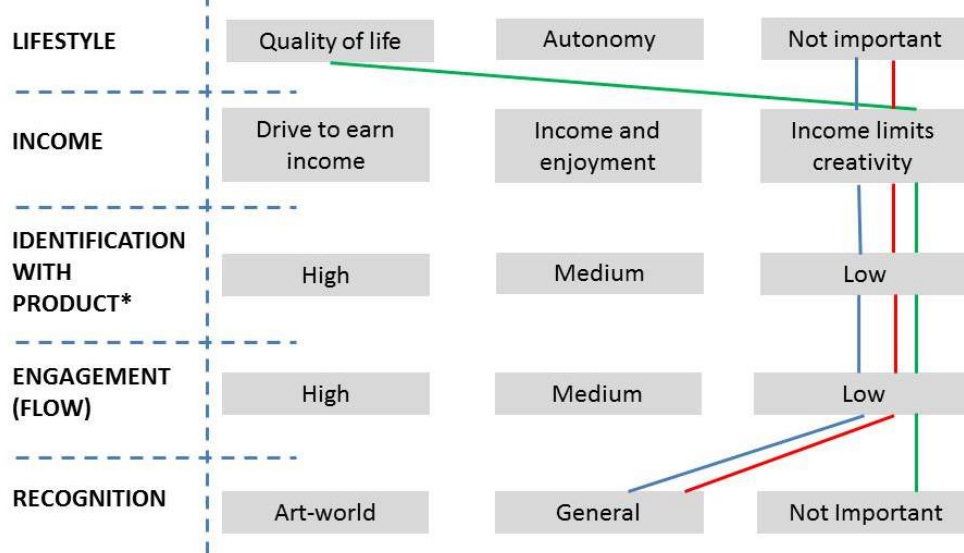 LIFESTYLE
Quality of life
Autonomy
Not important
INCOME
Drive to earn
income
Income and
enjoyment
Income limits
creativity
IDENTIFICATION
WITH
PRODUCT*
High
Medium
Low
ENGAGEMENT
(FLOW)
High
Medium
Low
RECOGNITION
Art-world
General
Not Important